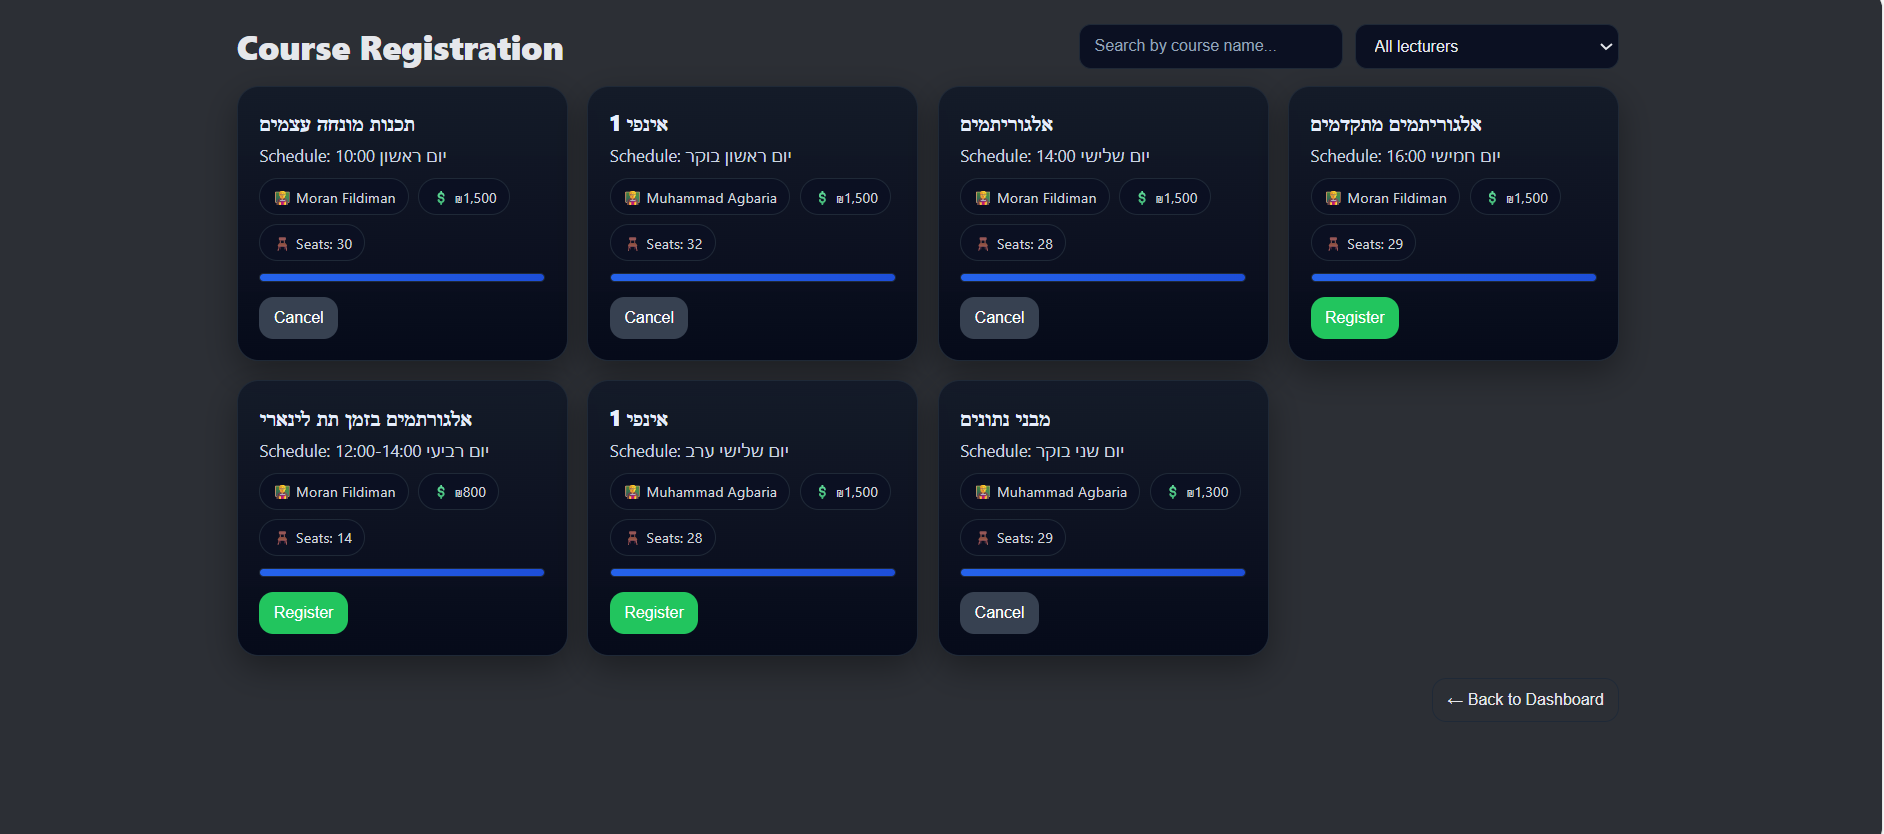 Course Registration
Search by course name...
All lecturers
תכנות מונחה עצמים
Schedule: יום ראשון 10:00
Moran Fildiman
₪1,500
Seats: 30
Cancel
אינפי 1
Schedule: יום ראשון בוקר
Muhammad Agbaria
₪1,500
Seats: 32
Cancel
אלגוריתמים
Schedule: יום שלישי 14:00
Moran Fildiman
₪1,500
Seats: 28
Cancel
אלגוריתמים מתקדמים
Schedule: יום חמישי 16:00
Moran Fildiman
₪1,500
Seats: 29
Register
אלגורתמים בזמן תת לינארי
Schedule: יום רביעי 12:00-14:00
Moran Fildiman
₪800
Seats: 14
Register
אינפי 1
Schedule: יום שלישי ערב
Muhammad Agbaria
₪1,500
Seats: 28
Register
מבני נתונים
Schedule: יום שני בוקר
Muhammad Agbaria
₪1,300
Seats: 29
Cancel
← Back to Dashboard